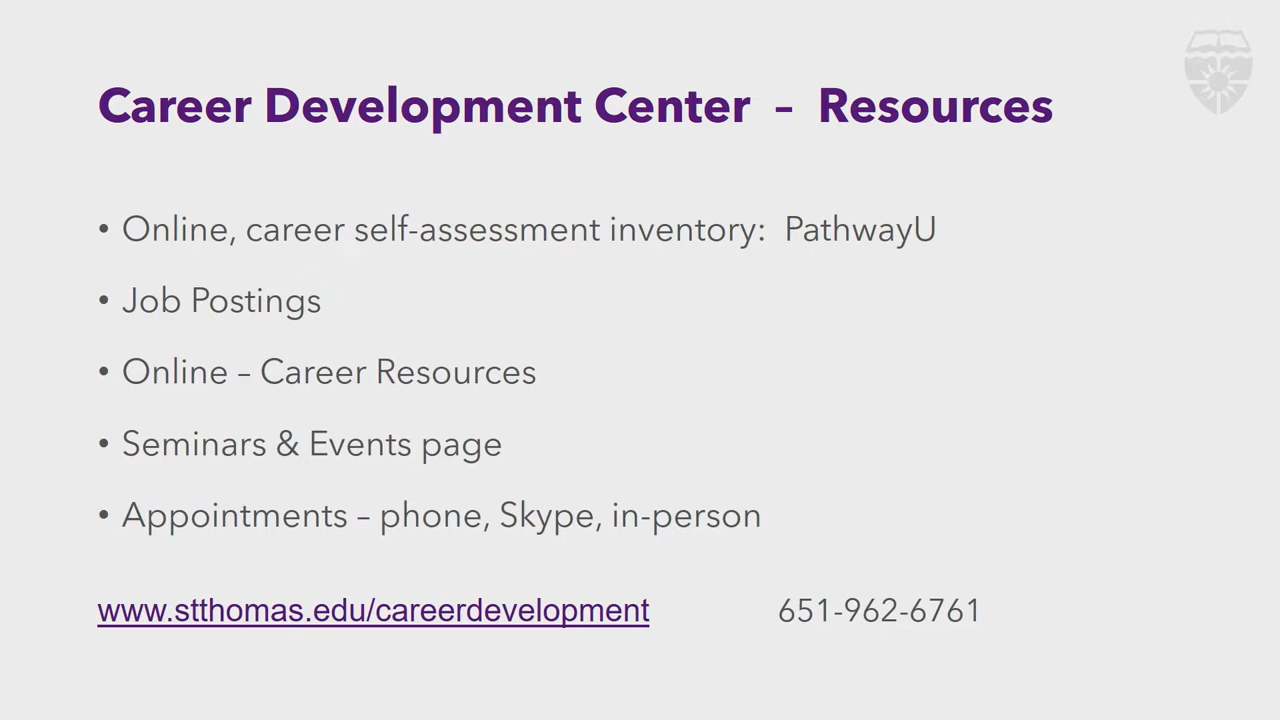 Career Development Center – Resources
• Online, career self-assessment inventory: PathwayU
• Job Postings
• Online – Career Resources
• Seminars & Events page
• Appointments – phone, Skype, in-person
www.stthomas.edu/careerdevelopment 651-962-6761